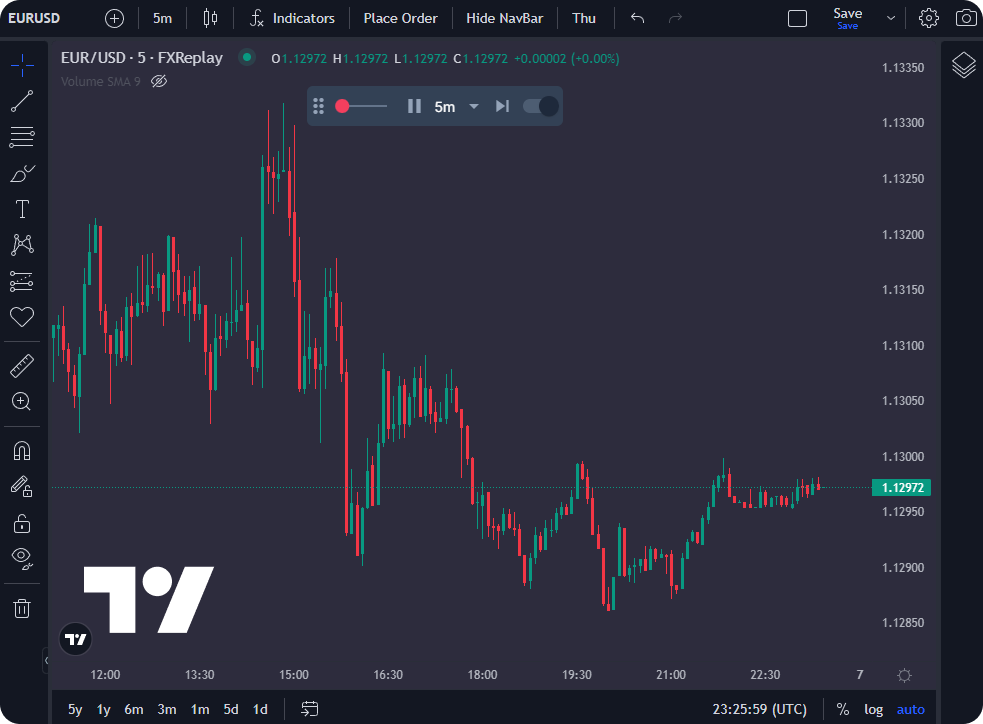 EURUSD 5m Indicators Place Order Hide NavBar Thu Save
Save
EUR/USD · 5 · FXReplay O1.12972 H1.12972 L1.12972 C1.12972 +0.00002 (+0.00%)
Volume SMA 9
5m
1.13350
1.13300
1.13250
1.13200
1.13150
1.13100
1.13050
1.13000
1.12972
1.12950
1.12900
1.12850
12:00 13:30 15:00 16:30 18:00 19:30 21:00 22:30 7
5y 1y 6m 3m 1m 5d 1d 23:25:59 (UTC) % log auto